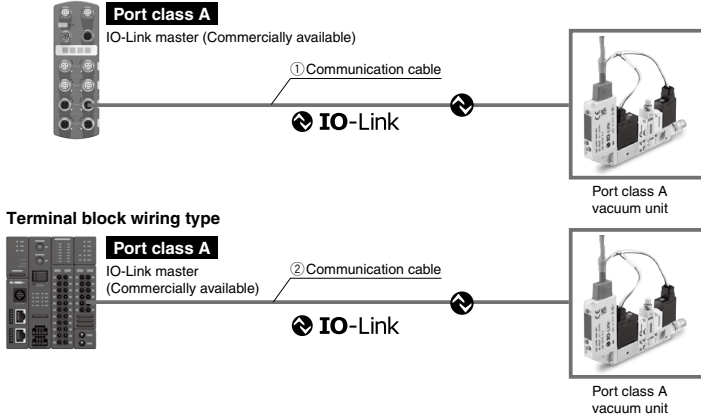 Port class A
IO-Link master (Commercially available)
①Communication cable
IO-Link
Port class A
vacuum unit
Terminal block wiring type
Port class A
IO-Link master
(Commercially available)
②Communication cable
IO-Link
Port class A
vacuum unit